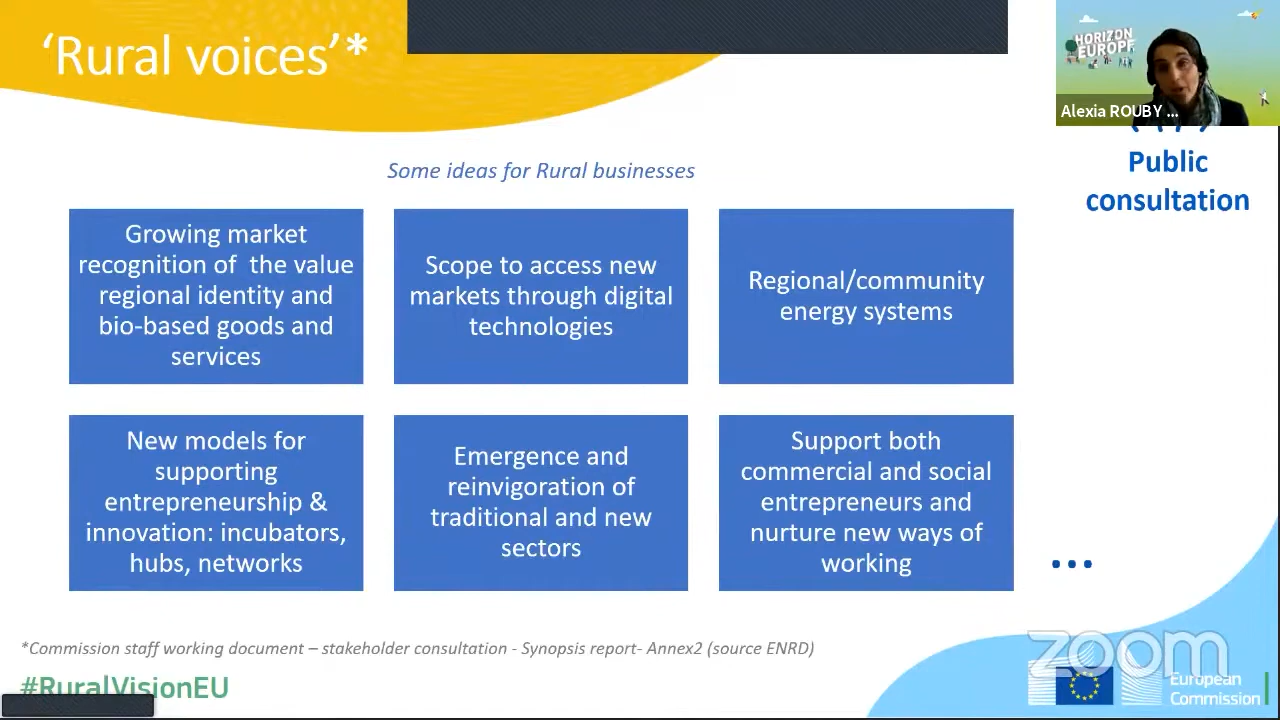 ‘Rural voices’*
HORIZON
EUROPE
Alexia ROUBY ...
Public
consultation
Some ideas for Rural businesses
Growing market
recognition of the value
regional identity and
bio-based goods and
services
Scope to access new
markets through digital
technologies
Regional/community
energy systems
New models for
supporting
entrepreneurship &
innovation: incubators,
hubs, networks
Emergence and
reinvigoration of
traditional and new
sectors
Support both
commercial and social
entrepreneurs and
nurture new ways of
working
...
*Commission staff working document – stakeholder consultation - Synopsis report- Annex2 (source ENRD)
#RuralVisionEU
zoom
European
Commission